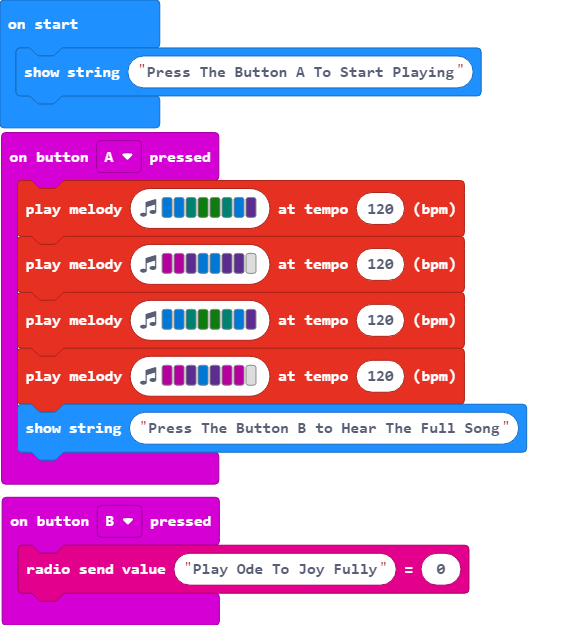 on start
show string "Press The Button A To Start Playing"
on button A pressed
play melody at tempo 120 (bpm)
play melody at tempo 120 (bpm)
play melody at tempo 120 (bpm)
play melody at tempo 120 (bpm)
show string "Press The Button B to Hear The Full Song"
on button B pressed
radio send value "Play Ode To Joy Fully" = 0